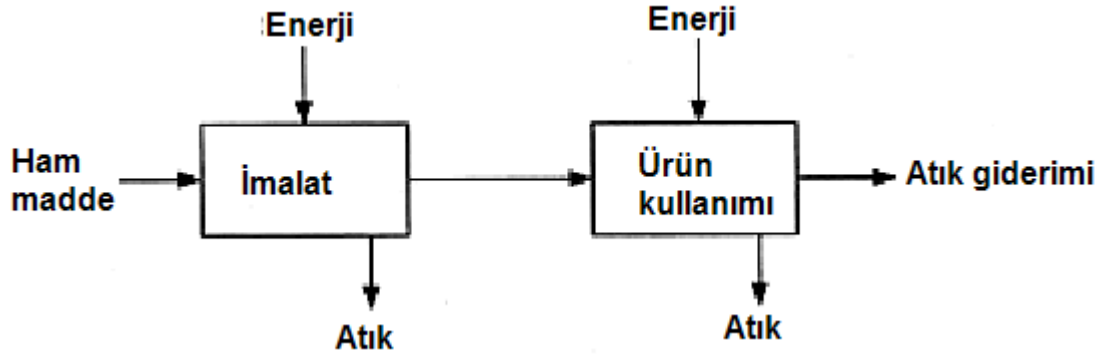 Enerji
Enerji
Ham
madde
İmalat
Ürün
kullanımı
Atık giderimi
Atık
Atık